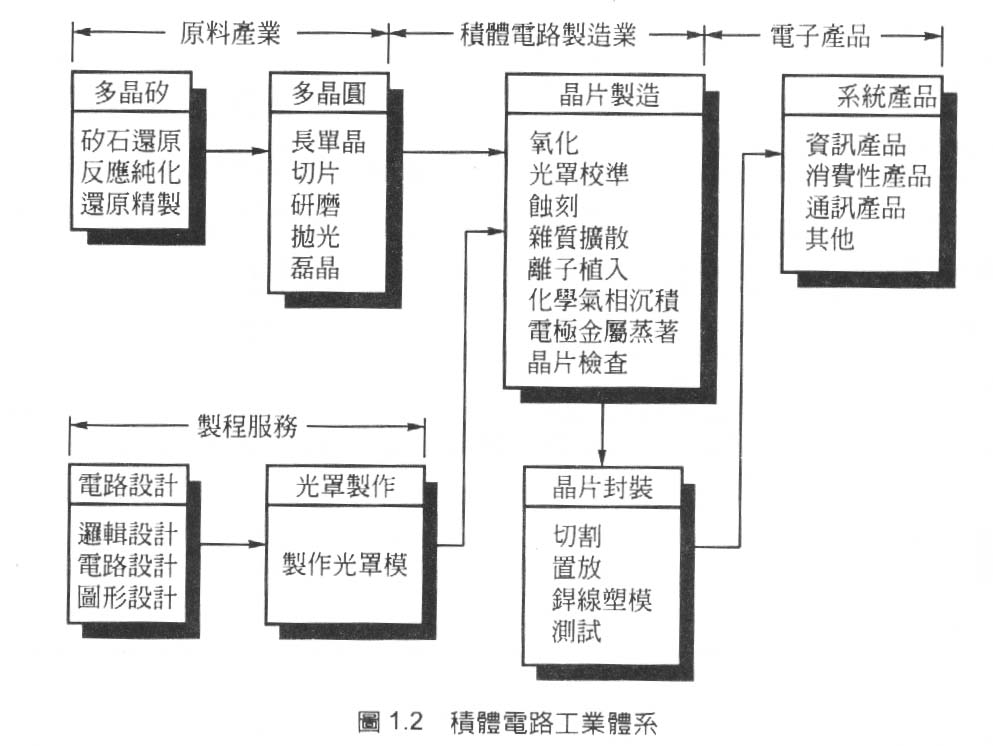 原料產業
積體電路製造業
電子產品
多晶矽
矽石還原
反應純化
還原精製
多晶圓
長單晶
切片
研磨
拋光
磊晶
晶片製造
氧化
光罩校準
蝕刻
雜質擴散
離子植入
化學氣相沉積
電極金屬蒸著
晶片檢查
系統產品
資訊產品
消費性產品
通訊產品
其他
製程服務
電路設計
邏輯設計
電路設計
圖形設計
光罩製作
製作光罩模
晶片封裝
切割
置放
銲線塑模
測試
圖 1.2 積體電路工業體系